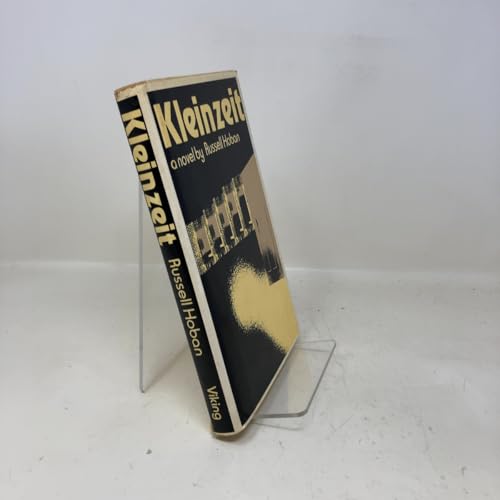 Kleinzeit
a novel by Russell Hoban
Kleinzeit
Russell Hoban
Viking